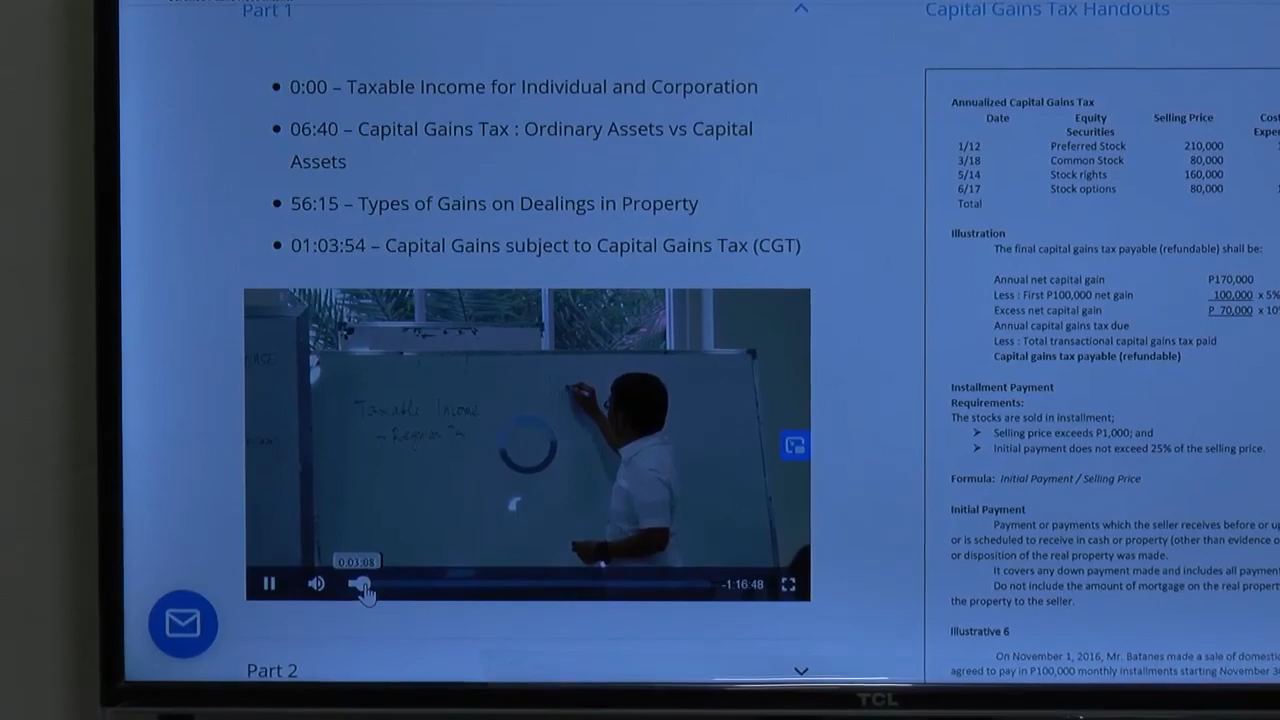 Part 1
0:00 – Taxable Income for Individual and Corporation
06:40 – Capital Gains Tax : Ordinary Assets vs Capital
Assets
56:15 – Types of Gains on Dealings in Property
01:03:54 – Capital Gains subject to Capital Gains Tax (CGT)
Taxable Income
0:03:08
-1:16:48
Part 2
Capital Gains Tax Handouts
Annualized Capital Gains Tax
Date Equity Selling Price
Securities
1/12 Preferred Stock 210,000
3/18 Common Stock 80,000
5/14 Stock rights 160,000
6/17 Stock options 80,000
Total
Illustration
The final capital gains tax payable (refundable) shall be:
Annual net capital gain P170,000
Less : First P100,000 net gain 100,000 x 5%
Excess net capital gain P 70,000 x 10
Annual capital gains tax due
Less : Total transactional capital gains tax paid
Capital gains tax payable (refundable)
Installment Payment
Requirements:
The stocks are sold in installment;
➢ Selling price exceeds P1,000; and
➢ Initial payment does not exceed 25% of the selling price.
Formula: Initial Payment / Selling Price
Initial Payment
Payment or payments which the seller receives before or
or is scheduled to receive in cash or property (other than evidence
or disposition of the real property was made.
It covers any down payment made and includes all
Do not include the amount of mortgage on the real
the property to the seller.
Illustrative 6
On November 1, 2016, Mr. Batanes made a sale of
agreed to pay in P100,000 monthly installments starting November
TCL